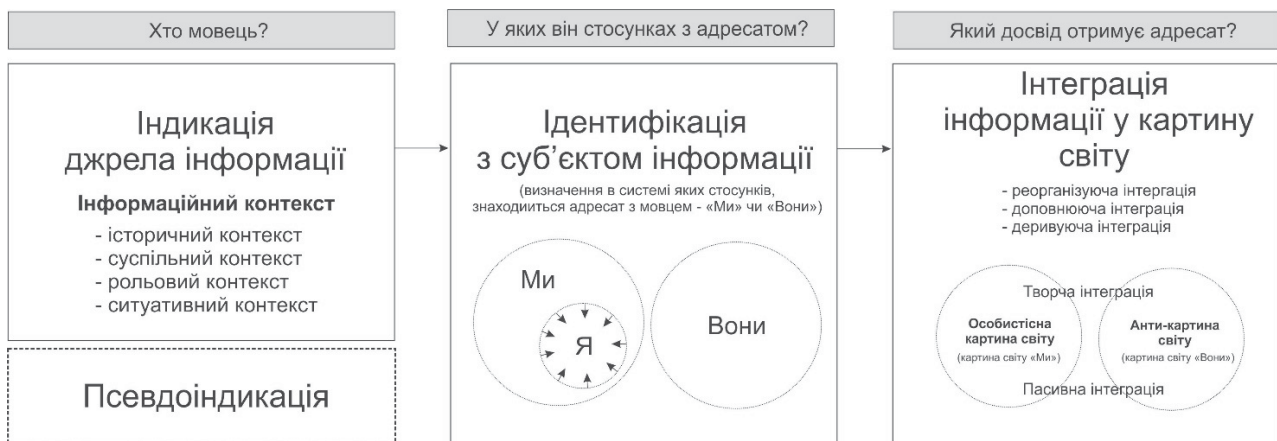 Хто мовець?
Індикація
джрела інформації
Інформаційний контекст
- історичний контекст
- суспільний контекст
- рольовий контекст
- ситуативний контекст
Псевдоіндикація
У яких він стосунках з адресатом?
Ідентифікація
з суб’єктом інформації
(визначення в системі яких стосунків,
знаходииться адресат з мовцем - «Ми» чи «Вони»)
Ми
Я
Вони
Який досвід отримує адресат?
Інтеграція
інформації у картину
світу
- реорганізуюча інтергація
- доповнююча інтеграція
- деривуюча інтеграція
Творча інтеграція
Особистісна
картина світу
(картина світу «Ми»)
Анти-картина
світу
(картина світу «Вони»)
Пасивна інтеграція